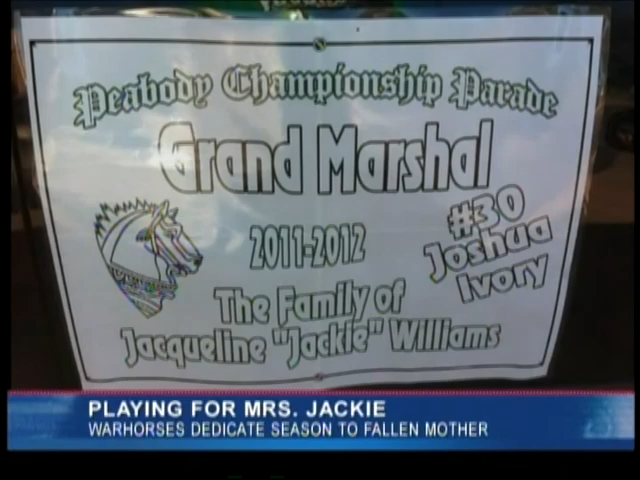 Peabody Championship Parade
Grand Marshal
2011-2012
#30
Joshua
Ivory
The Family of
Jacqueline "Jackie" Williams
PLAYING FOR MRS. JACKIE
WARHORSES DEDICATE SEASON TO FALLEN MOTHER